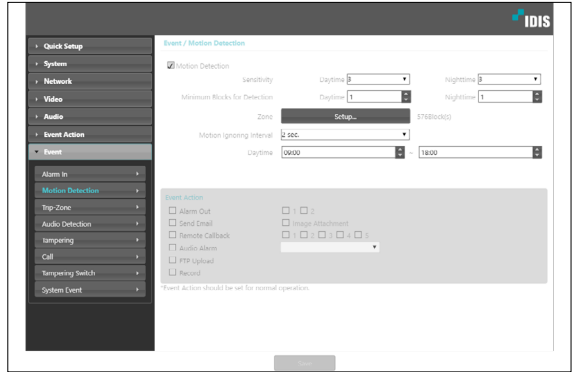 IDIS
Quick Setup
System
Network
Video
Audio
Event Action
Event
Alarm In
Motion Detection
Trip-Zone
Audio Detection
Tampering
Call
Tampering Switch
System Event
Event / Motion Detection
Motion Detection
Sensitivity Daytime 3 Nighttime 3
Minimum Blocks for Detection Daytime 1 Nighttime 1
Zone Setup... 576Block(s)
Motion Ignoring Interval 2 sec.
Daytime 09:00 ~ 18:00
Event Action
Alarm Out 1 2
Send Email Image Attachment
Remote Callback 1 2 3 4 5
Audio Alarm
FTP Upload
Record
*Event Action should be set for normal operation.
Save